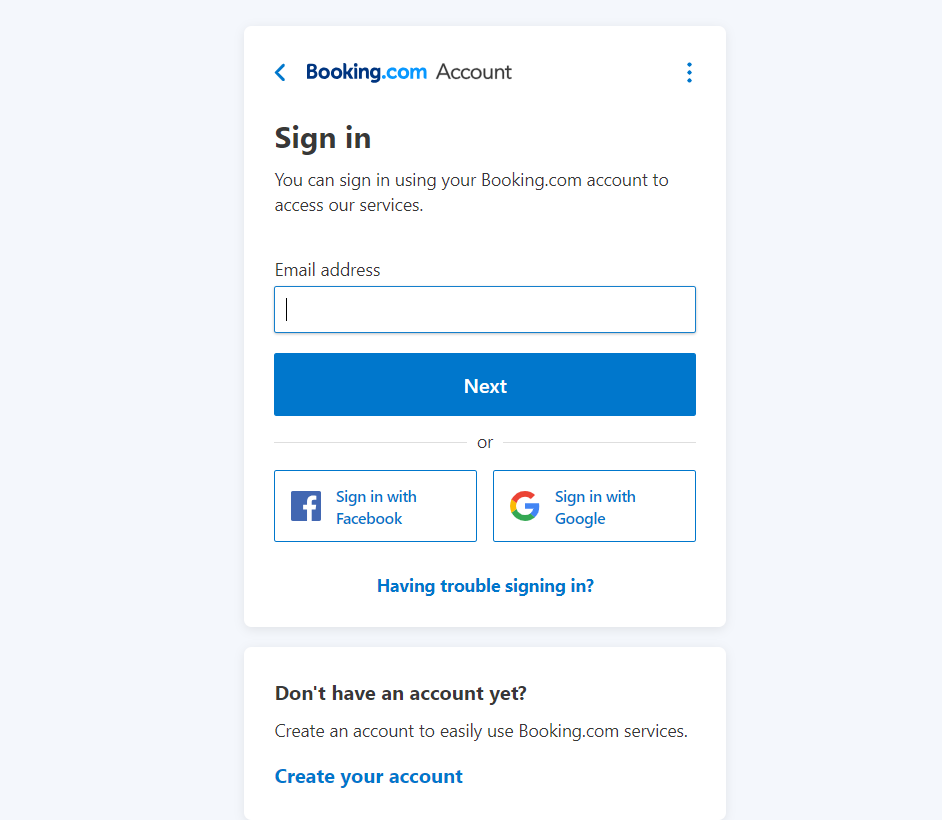 Booking.com Account
Sign in
You can sign in using your Booking.com account to
access our services.
Email address
Next
or
Sign in with
Facebook
Sign in with
Google
Having trouble signing in?
Don't have an account yet?
Create an account to easily use Booking.com services.
Create your account